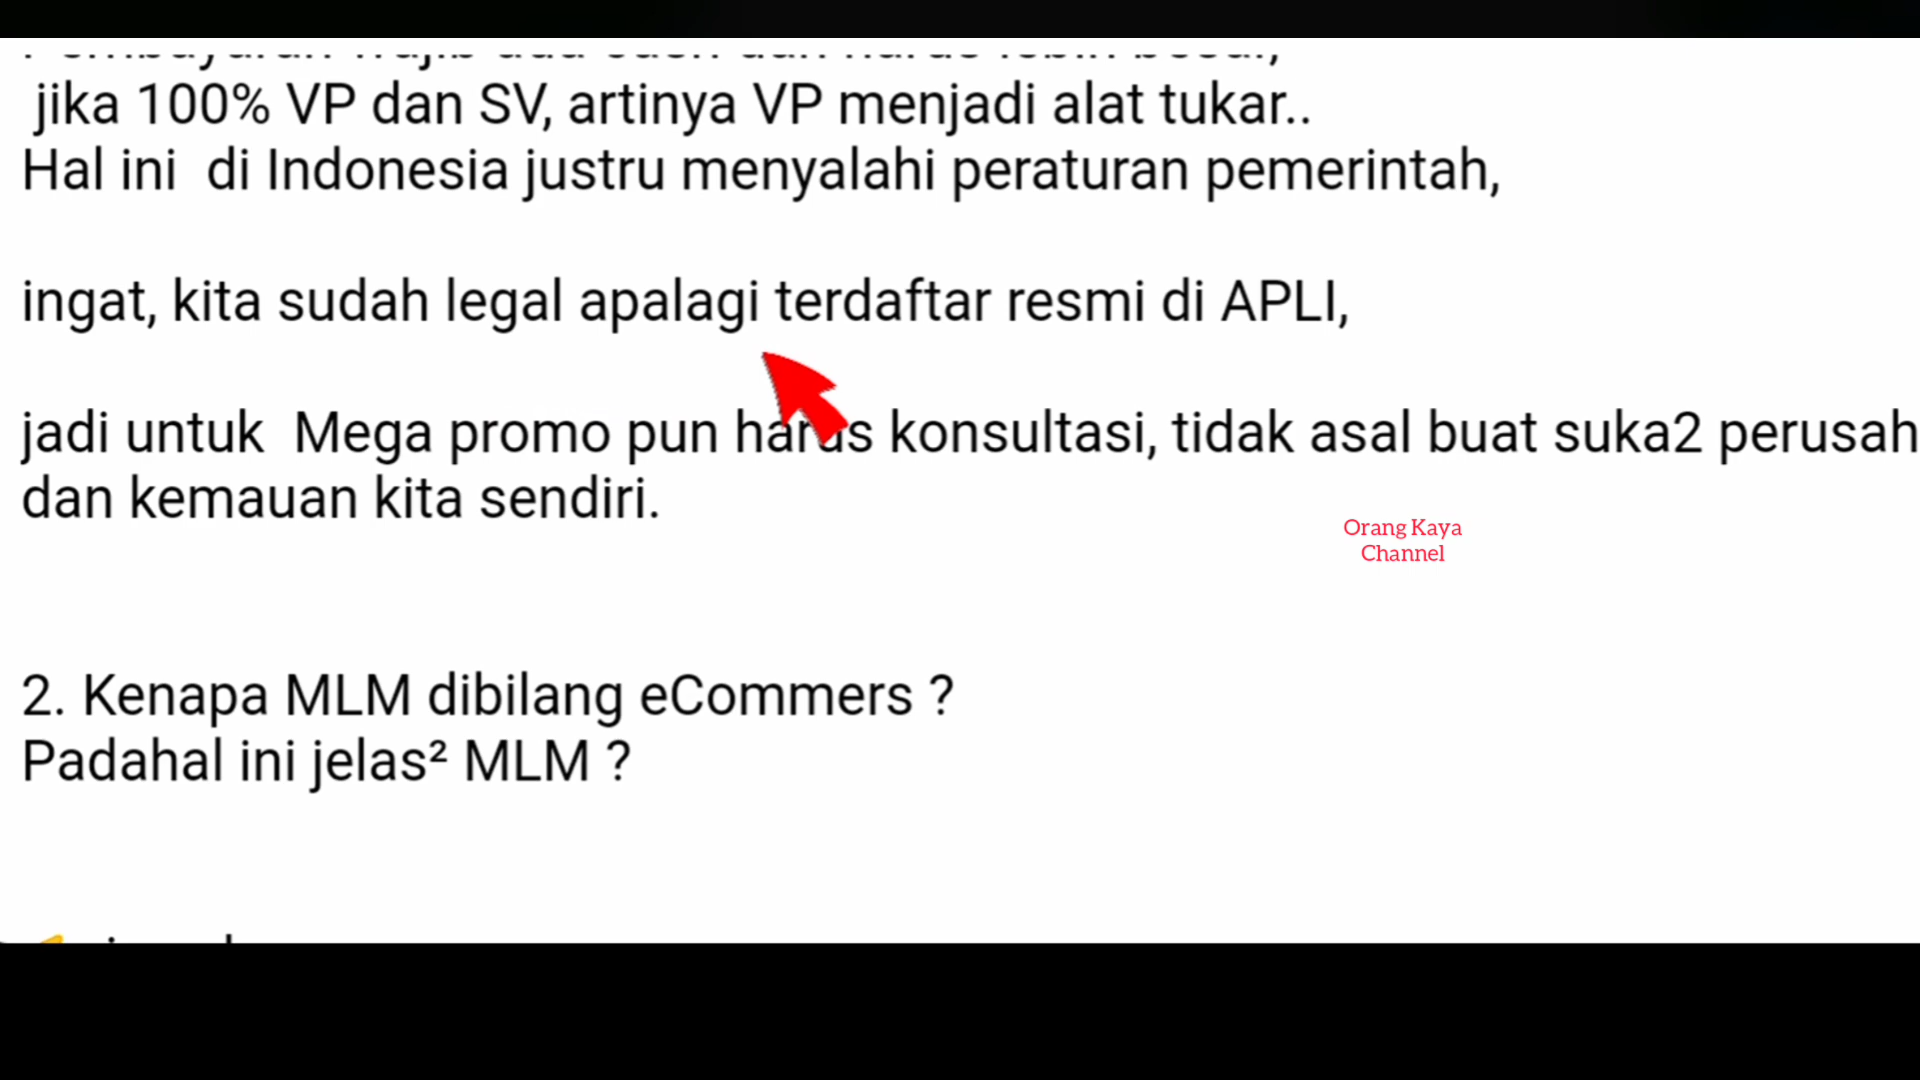 jika 100% VP dan SV, artinya VP menjadi alat tukar..
Hal ini di Indonesia justru menyalahi peraturan pemerintah,
ingat, kita sudah legal apalagi terdaftar resmi di APLI,
jadi untuk Mega promo pun harus konsultasi, tidak asal buat suka2 perusah
dan kemauan kita sendiri.
Orang Kaya
Channel
2. Kenapa MLM dibilang eCommers ?
Padahal ini jelas² MLM ?